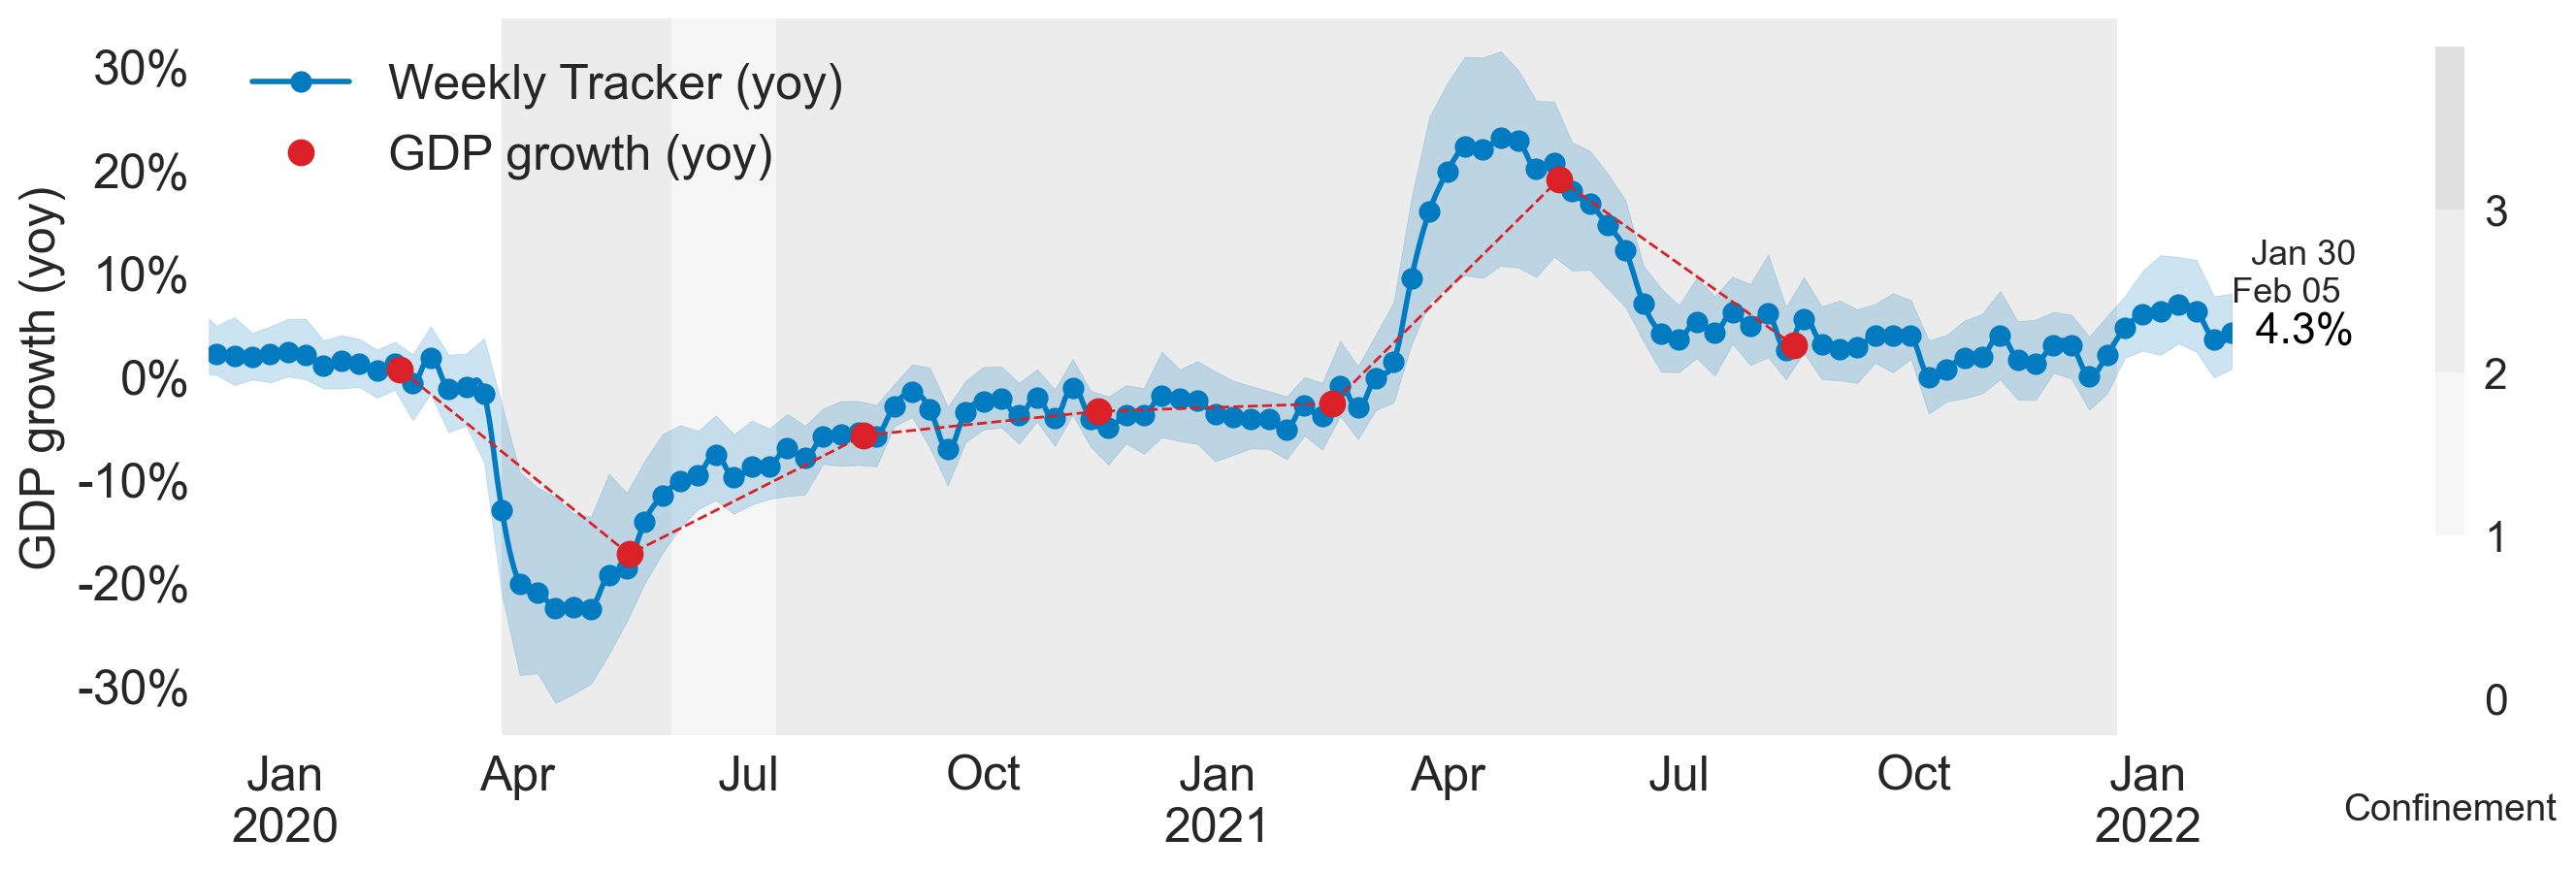 GDP growth (yoy)
30%
20%
10%
0%
-10%
-20%
-30%
Weekly Tracker (yoy)
GDP growth (yoy)
Jan 30
Feb 05
4.3%
3
2
1
0
Confinement
Jan Apr Jul Oct Jan Apr Jul Oct Jan
2020 2021 2022